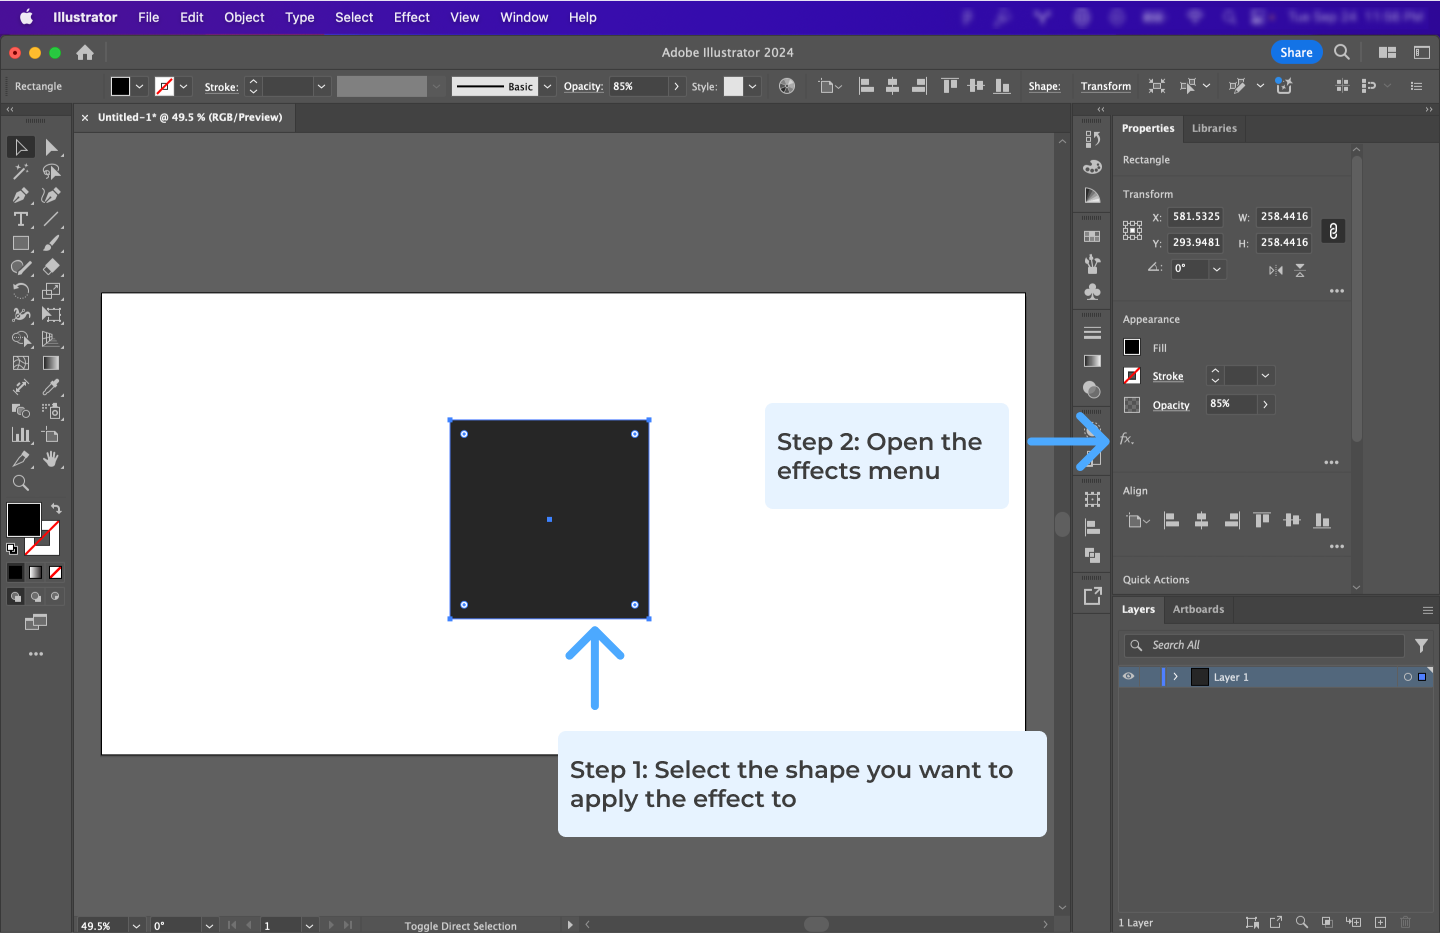 Illustrator File Edit Object Type Select Effect View Window Help
Adobe Illustrator 2024
Share
Rectangle
Stroke:
Basic
Opacity: 85%
Style:
Shape:
Transform
Untitled-1* @ 49.5 % (RGB/Preview)
Properties Libraries
Rectangle
Transform
X: 581.5325 W: 258.4416
Y: 293.9481 H: 258.4416
0°
Appearance
Fill
Stroke
Opacity 85%
fx.
Step 2: Open the
effects menu
Align
Quick Actions
Layers Artboards
Search All
Layer 1
Step 1: Select the shape you want to
apply the effect to
49.5% 0° 1 Toggle Direct Selection
1 Layer